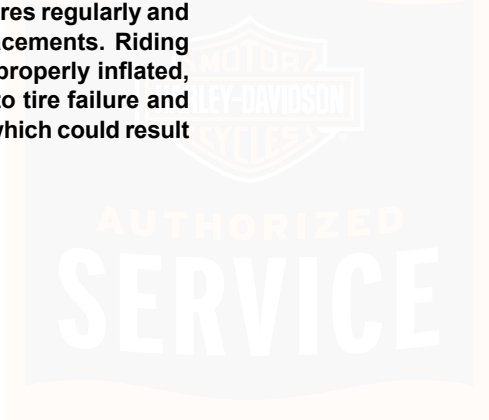 res regularly and
cements. Riding
properly inflated,
to tire failure and
which could result
MOTOR
HARLEY-DAVIDSON
CYCLES
AUTHORIZED
SERVICE